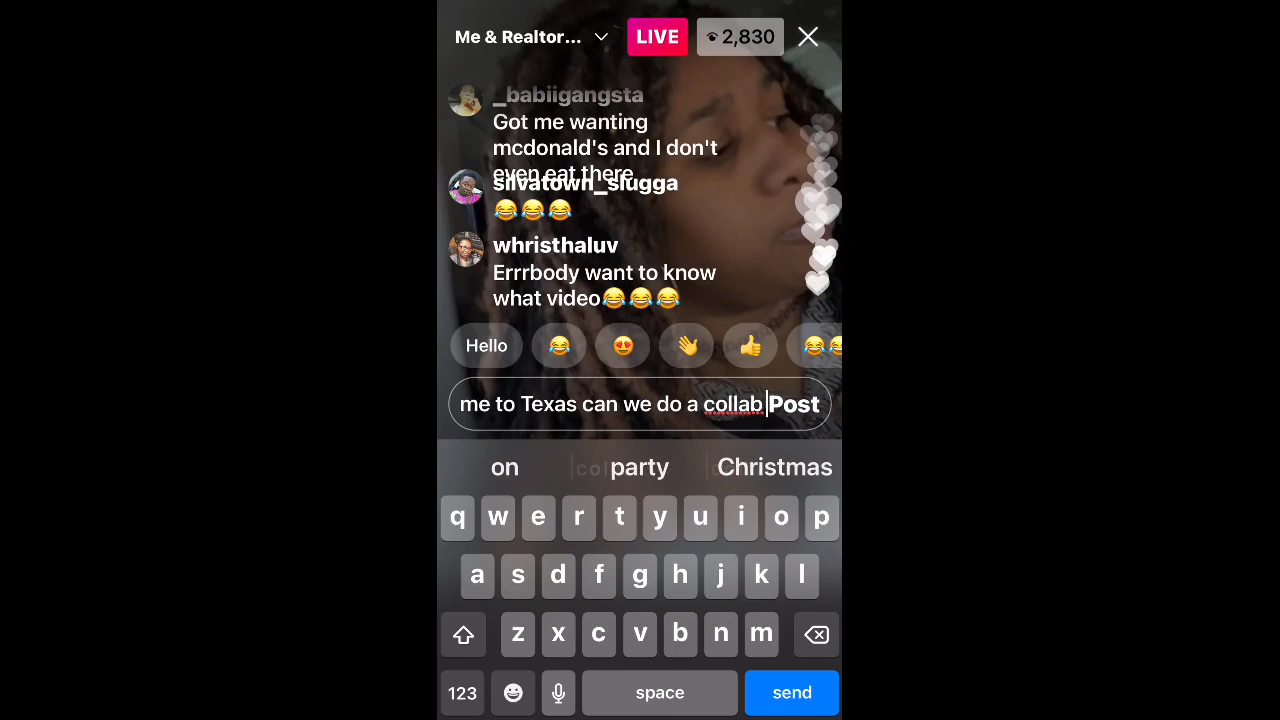 Me & Realtor...
LIVE
2,830
_babiigangsta
Got me wanting
mcdonald's and I don't
even eat there
silvatown_slugga
😂😂😂
whristhaluv
Errrbody want to know
what video😂😂😂
Hello 😂 😍 👋 👍 😂😂
me to Texas can we do a collab Post
on party Christmas
q w e r t y u i o p
a s d f g h j k l
z x c v b n m
123 space send